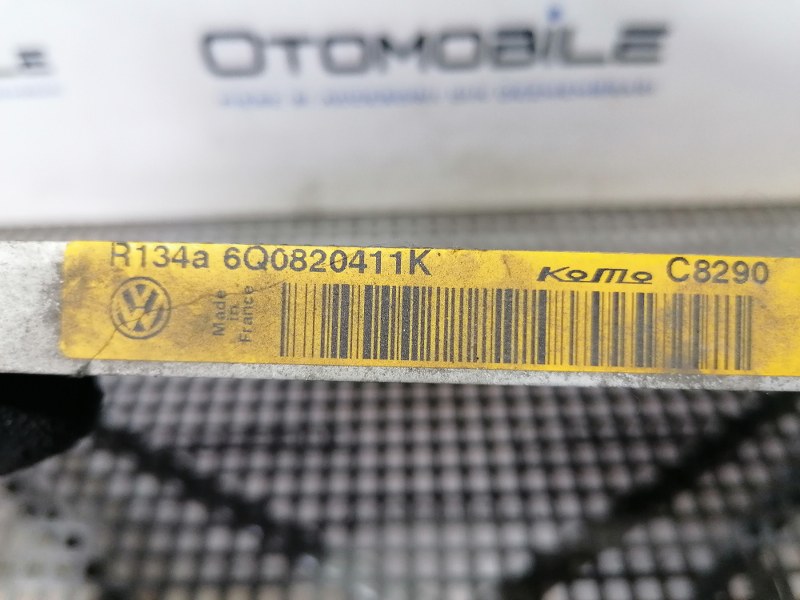 OTOMOBILE
R134a 6Q0820411K KoMo C8290
Made
in
France